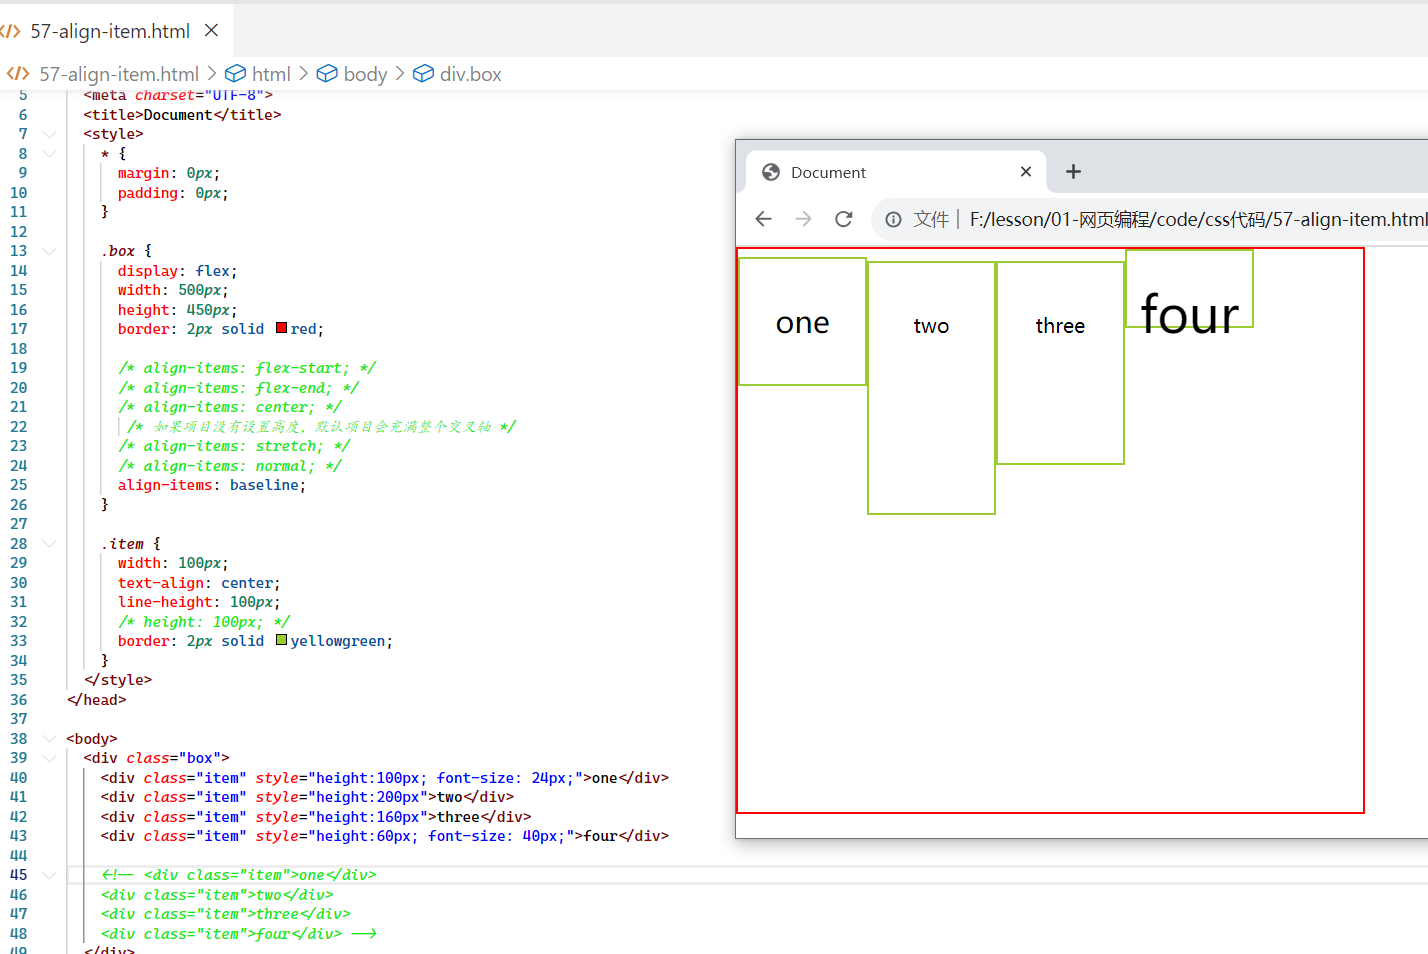 57-align-item.html
57-align-item.html > html > body > div.box
5 <meta charset="UTF-8">
6 <title>Document</title>
7 <style>
8 * {
9 margin: 0px;
10 padding: 0px;
11 }
12
13 .box {
14 display: flex;
15 width: 500px;
16 height: 450px;
17 border: 2px solid red;
18
19 /* align-items: flex-start; */
20 /* align-items: flex-end; */
21 /* align-items: center; */
22 /* 如果项目没有设置高度，默认项目会充满整个交叉轴 */
23 /* align-items: stretch; */
24 /* align-items: normal; */
25 align-items: baseline;
26 }
27
28 .item {
29 width: 100px;
30 text-align: center;
31 line-height: 100px;
32 /* height: 100px; */
33 border: 2px solid yellowgreen;
34 }
35 </style>
36 </head>
37
38 <body>
39 <div class="box">
40 <div class="item" style="height:100px; font-size: 24px;">one</div>
41 <div class="item" style="height:200px">two</div>
42 <div class="item" style="height:160px">three</div>
43 <div class="item" style="height:60px; font-size: 40px;">four</div>
44
45 <!-- <div class="item">one</div>
46 <div class="item">two</div>
47 <div class="item">three</div>
48 <div class="item">four</div> -->
49 </div>
Document
文件 | F:/lesson/01-网页编程/code/css代码/57-align-item.html
one two three four